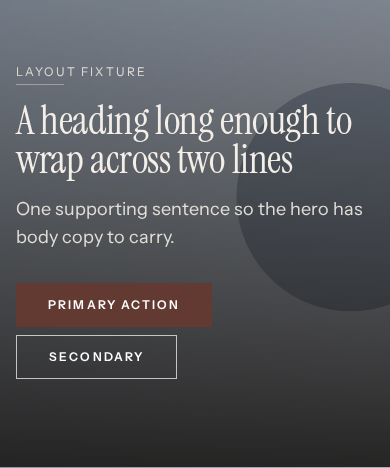 LAYOUT FIXTURE
A heading long enough to
wrap across two lines
One supporting sentence so the hero has
body copy to carry.
PRIMARY ACTION
SECONDARY